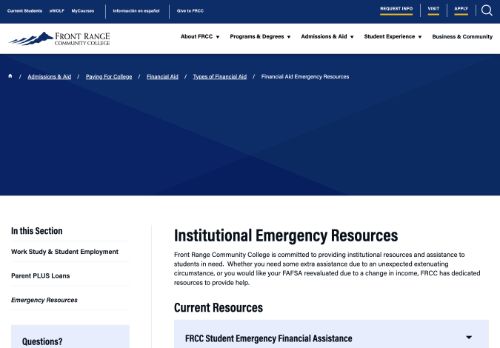 Current Students eWOLF MyCourses Información en español Give to FRCC REQUEST INFO VISIT APPLY
FRONT RANGE
COMMUNITY COLLEGE
About FRCC Programs & Degrees Admissions & Aid Student Experience Business & Community
/ Admissions & Aid / Paying For College / Financial Aid / Types of Financial Aid / Financial Aid Emergency Resources
In this Section
Work Study & Student Employment
Parent PLUS Loans
Emergency Resources
Questions?
Institutional Emergency Resources
Front Range Community College is committed to providing institutional resources and assistance to
students in need. Whether you need some extra assistance due to an unexpected extenuating
circumstance, or you would like your FAFSA reevaluated due to a change in income, FRCC has dedicated
resources to provide help.
Current Resources
FRCC Student Emergency Financial Assistance